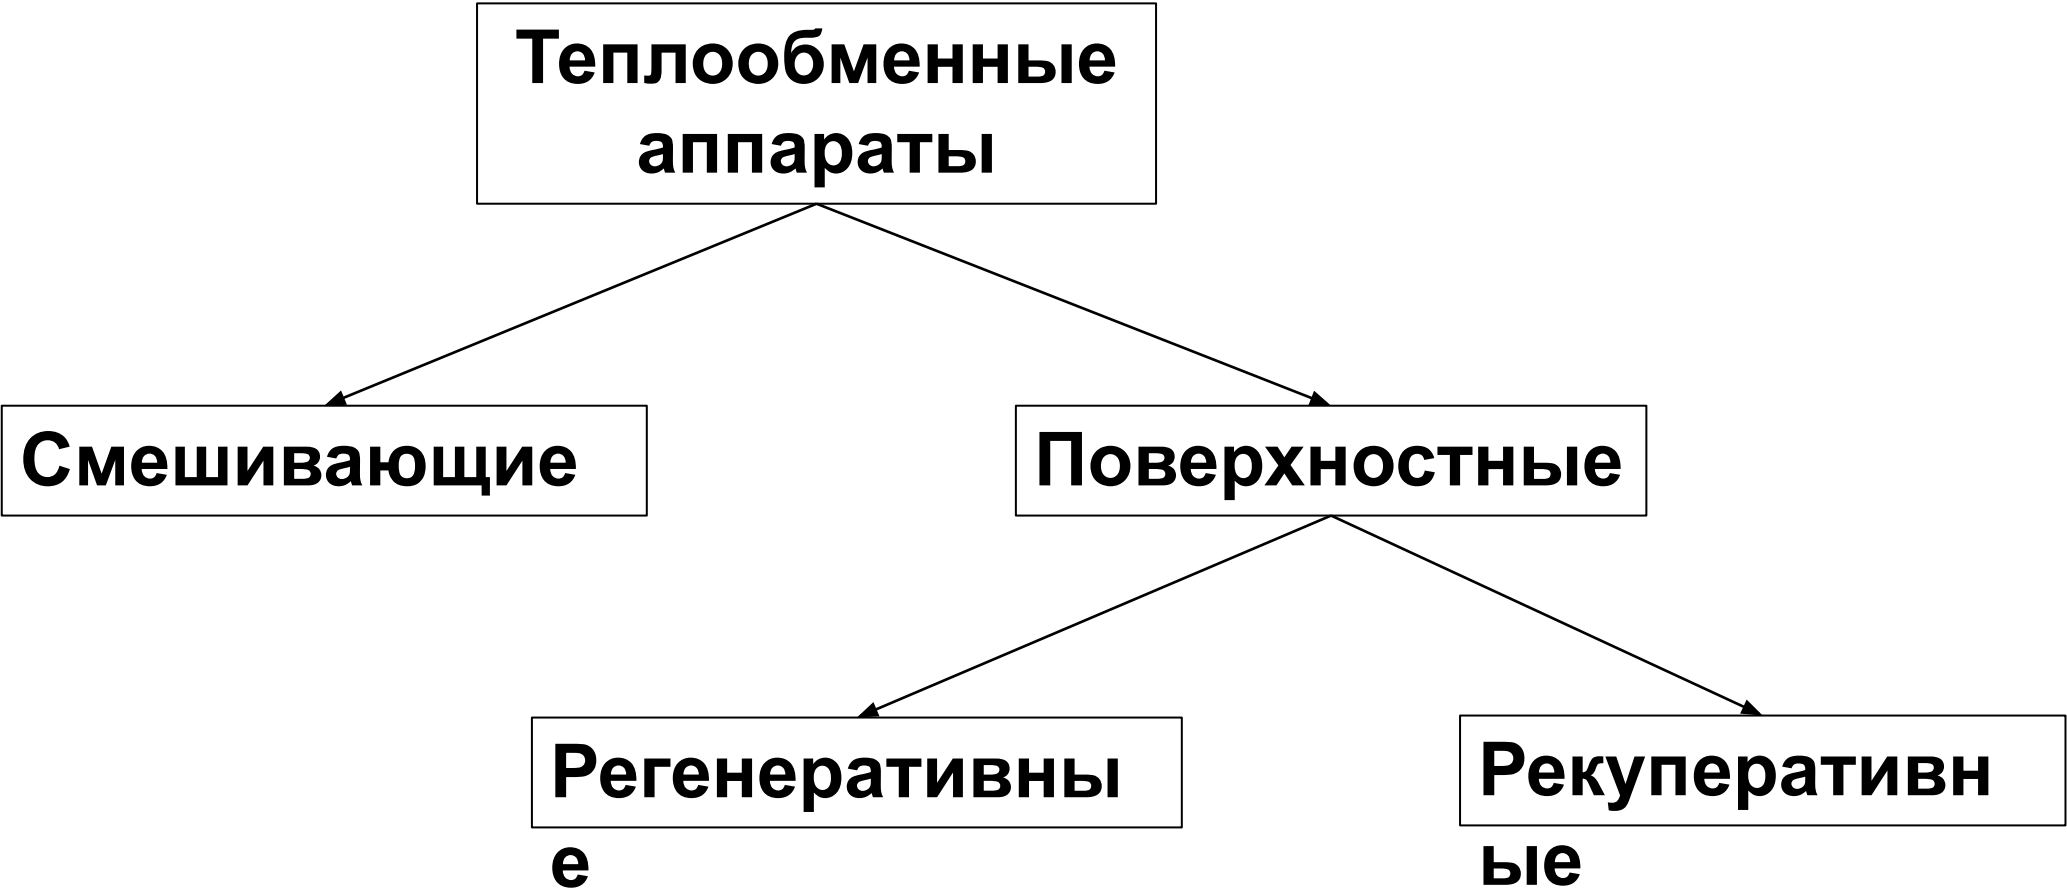 Теплообменные
аппараты
Смешивающие
Поверхностные
Регенеративны
е
Рекуперативн
ые